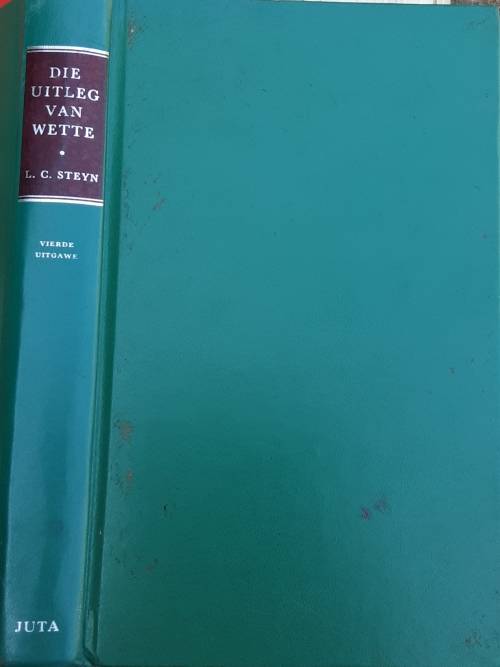 DIE
UITLEG
VAN
WETTE
•
L. C. STEYN
VIERDE
UITGAWE
JUTA